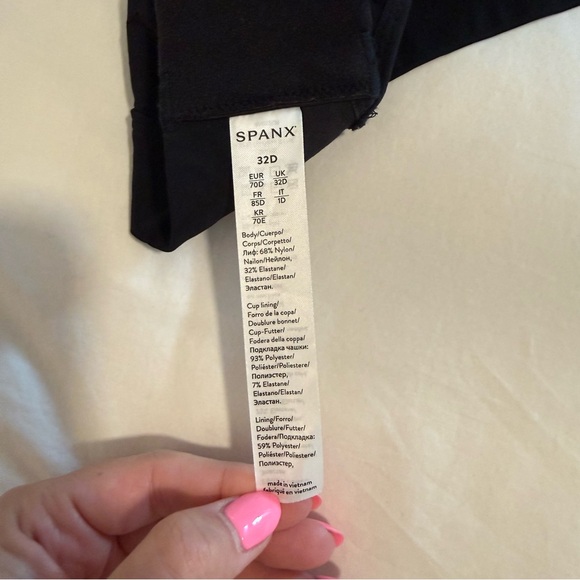 SPANX
32D
EUR UK
70D 32D
FR IT
85D 1D
KR
70E
Body/Cuerpo/
Corps/Corpetto/
Лиф: 68% Nylon/
Nailon/Нейлон,
32% Elastane/
Elastano/Elastan/
Эластан.
Cup lining/
Forro de la copa/
Doublure bonnet/
Cup-Futter/
Fodera della coppa/
Подкладка чашки:
93% Polyester/
Poliéster/Poliestere/
Полиэстер,
7% Elastane/
Elastano/Elastan/
Эластан.
Lining/Forro/
Doublure/Futter/
Fodera/Подкладка:
59% Polyester/
Poliéster/Poliestere/
Полиэстер,
made in vietnam
fabriqué en vietnam